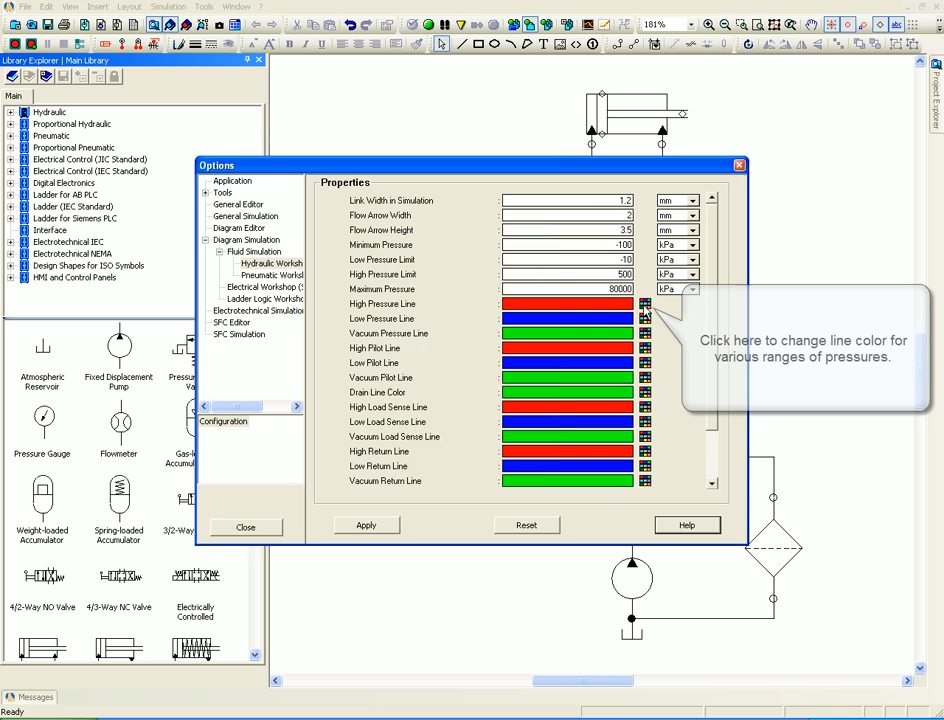 File Edit View Insert Layout Simulation Tools Window ?
181%
A A B I U
Library Explorer | Main Library
Main
Hydraulic
Proportional Hydraulic
Pneumatic
Proportional Pneumatic
Electrical Control (JIC Standard)
Electrical Control (IEC Standard)
Digital Electronics
Ladder for AB PLC
Ladder (IEC Standard)
Ladder for Siemens PLC
Interface
Electrotechnical IEC
Electrotechnical NEMA
Design Shapes for ISO Symbols
HMI and Control Panels
Atmospheric
Reservoir
Fixed Displacement
Pump
Pressure Gauge
Flowmeter
Gas-l
Accumul
Weight-loaded
Accumulator
Spring-loaded
Accumulator
3/2-Way
4/2-Way NO Valve
4/3-Way NC Valve
Electrically
Controlled
Messages
Ready
Project Explorer
Options
Application
Tools
General Editor
General Simulation
Diagram Editor
Diagram Simulation
Fluid Simulation
Hydraulic Worksh
Pneumatic Works
Electrical Workshop (S
Ladder Logic Worksho
Electrotechnical Simulation
SFC Editor
SFC Simulation
Configuration
Close
Properties
Link Width in Simulation : 1.2 mm
Flow Arrow Width : 2 mm
Flow Arrow Height : 3.5 mm
Minimum Pressure : -100 kPa
Low Pressure Limit : -10 kPa
High Pressure Limit : 500 kPa
Maximum Pressure : 80000 kPa
High Pressure Line :
Low Pressure Line :
Vacuum Pressure Line :
High Pilot Line :
Low Pilot Line :
Vacuum Pilot Line :
Drain Line Color :
High Load Sense Line :
Low Load Sense Line :
Vacuum Load Sense Line :
High Return Line :
Low Return Line :
Vacuum Return Line :
Apply
Reset
Help
Click here to change line color for
various ranges of pressures.